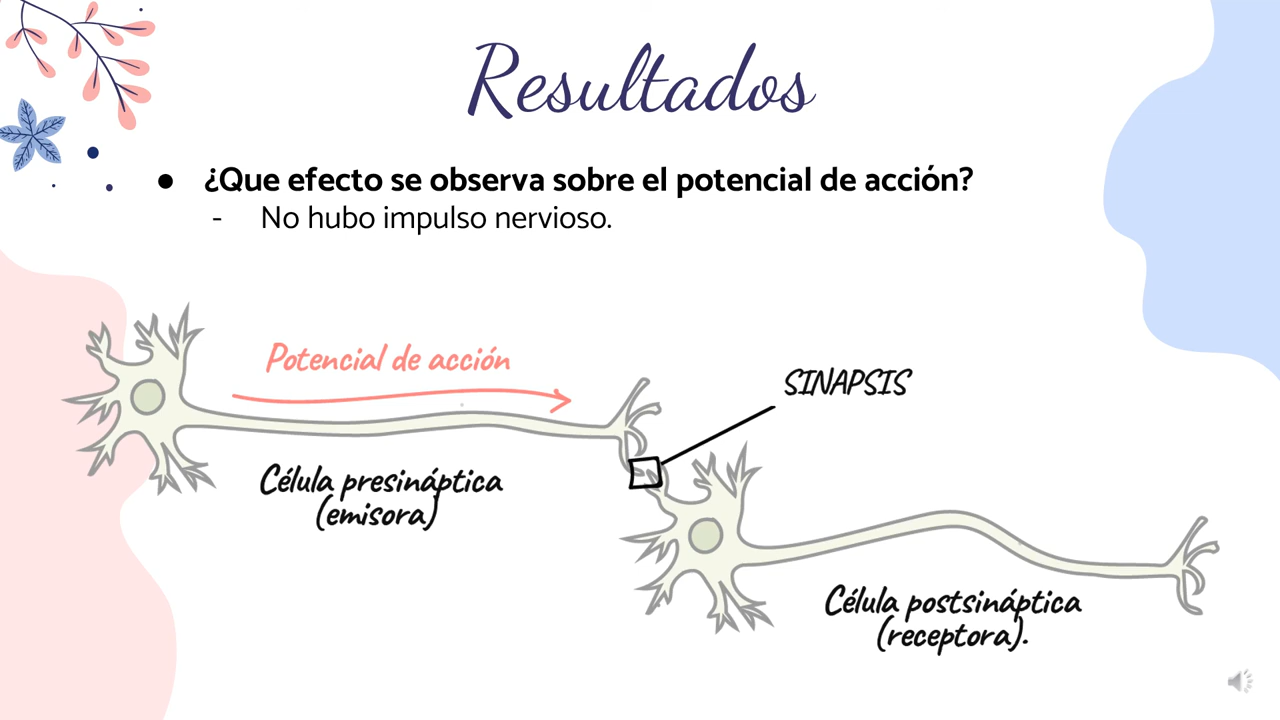 Resultados
● ¿Que efecto se observa sobre el potencial de acción?
- No hubo impulso nervioso.
Potencial de acción
SINAPSIS
Célula presináptica
(emisora)
Célula postsináptica
(receptora).